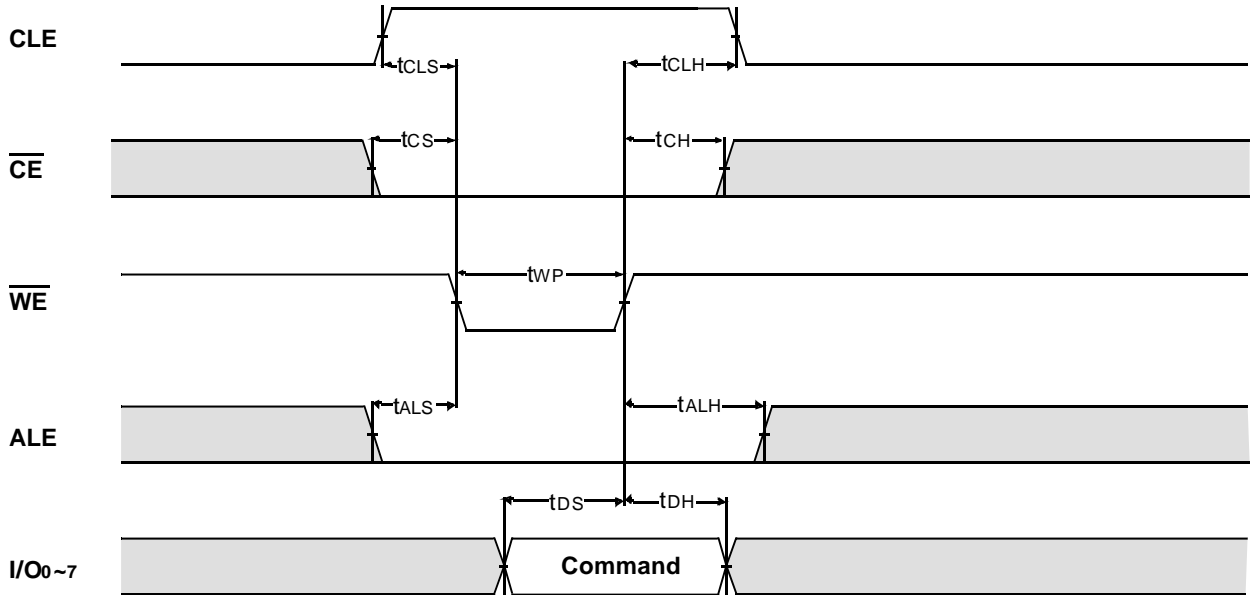 CLE
tCLS
tCLH
CE
tCS
tCH
WE
tWP
ALE
tALS
tALH
tDS
tDH
I/O0~7
Command